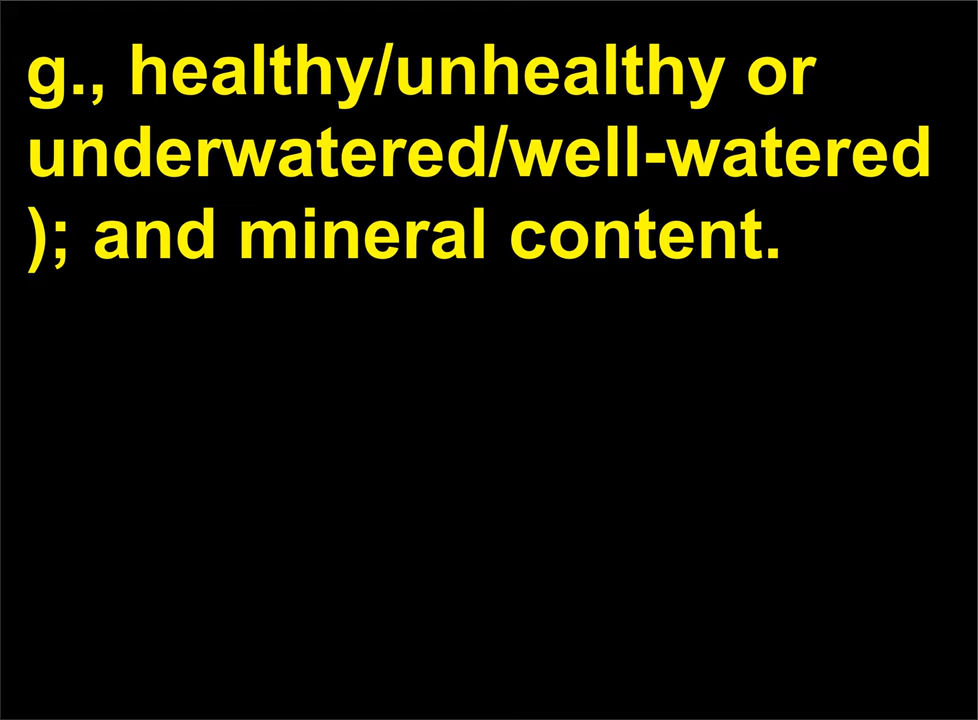 g., healthy/unhealthy or
underwatered/well-watered
); and mineral content.